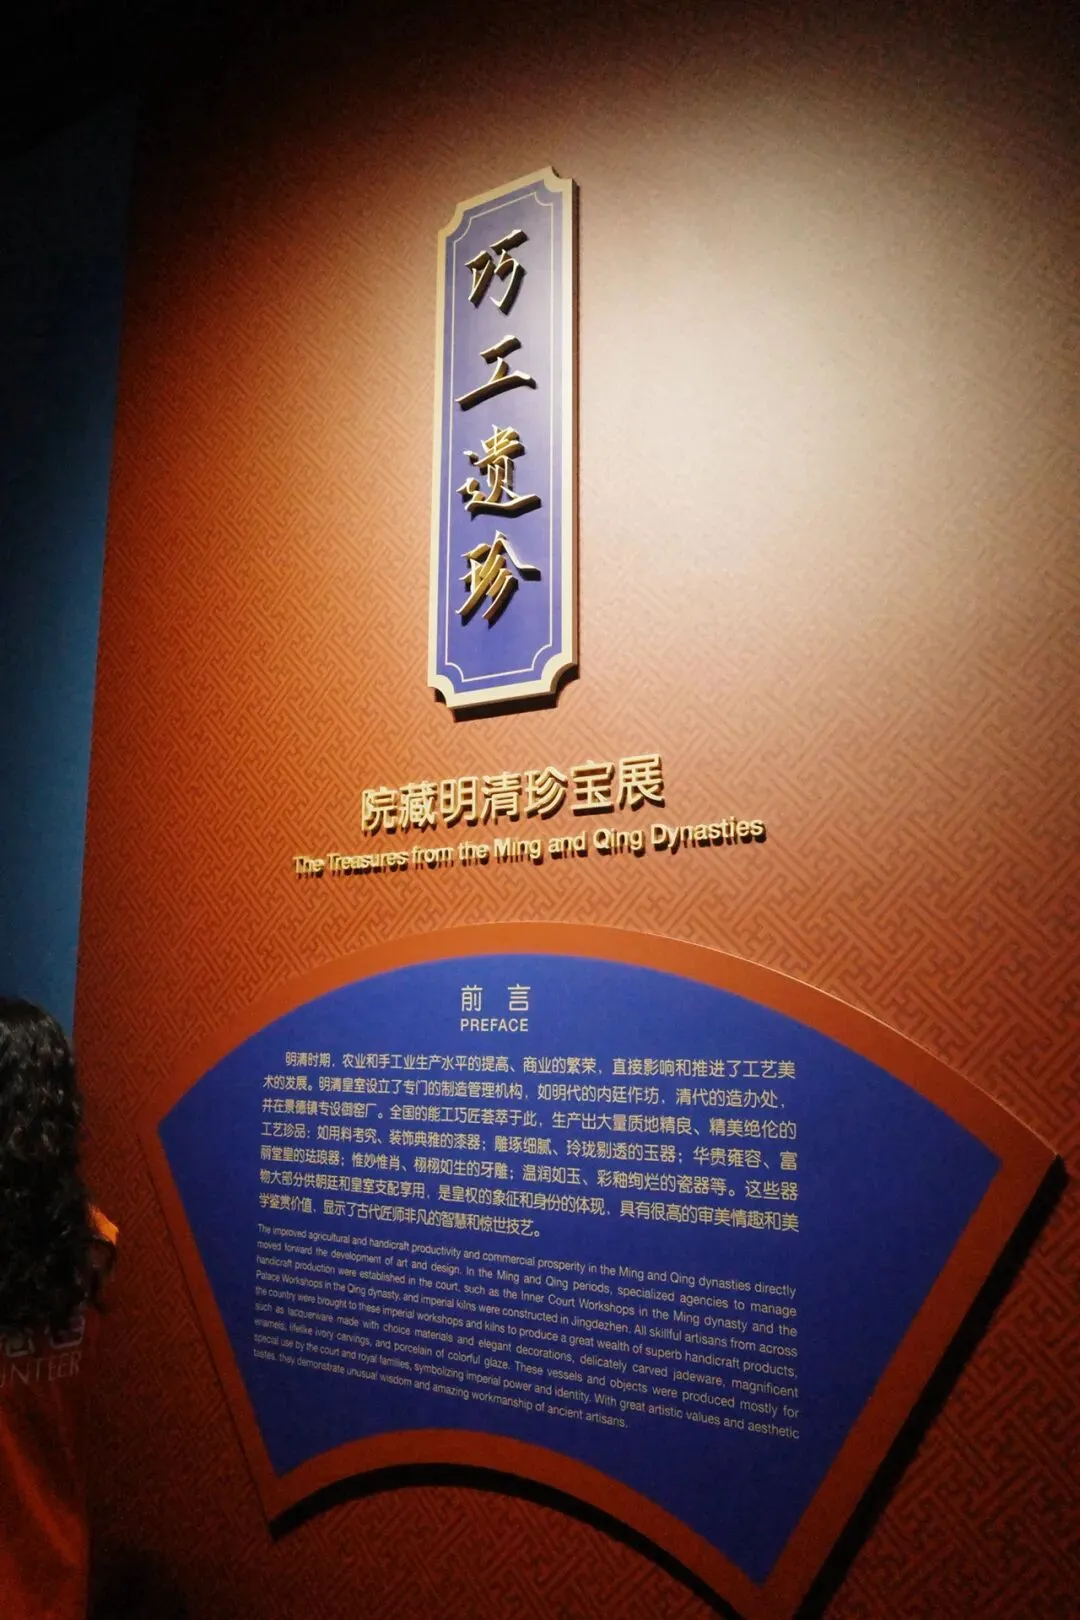 巧工遗珍
院藏明清珍宝展
The Treasures from the Ming and Qing Dynasties
前言
PREFACE
明清时期，农业和手工业生产水平的提高、商业的繁荣，直接影响和推进了工艺美
术的发展。明清皇室设立了专门的制造管理机构，如明代的内廷作坊，清代的造办处，
并在景德镇专设御窑厂。全国的能工巧匠荟萃于此，生产出大量质地精良、精美绝伦的
工艺珍品：如用料考究、装饰典雅的漆器；雕琢细腻、玲珑剔透的玉器；华贵雍容、富
丽堂皇的珐琅器；惟妙惟肖、栩栩如生的牙雕；温润如玉、彩釉绚烂的瓷器等。这些器
物大部分供朝廷和皇室支配享用，是皇权的象征和身份的体现，具有很高的审美情趣和美
学鉴赏价值，显示了古代匠师非凡的智慧和惊世技艺。
The improved agricultural and handicraft productivity and commercial prosperity in the Ming and Qing dynasties directly
moved forward the development of art and design. In the Ming and Qing periods, specialized agencies to manage
handicraft production were established in the court, such as the Inner Court Workshops in the Ming dynasty and the
Palace Workshops in the Qing dynasty, and imperial kilns were constructed in Jingdezhen. All skillful artisans from across
the country were brought to these imperial workshops and kilns to produce a great wealth of superb handicraft products,
such as lacquerware made with choice materials and elegant decorations, delicately carved jadeware, magnificent
enamels, lifelike ivory carvings, and porcelain of colorful glaze. These vessels and objects were produced mostly for
special use by the court and royal families, symbolizing imperial power and identity. With great artistic values and aesthetic
tastes, they demonstrate unusual wisdom and amazing workmanship of ancient artisans.
UNTEER